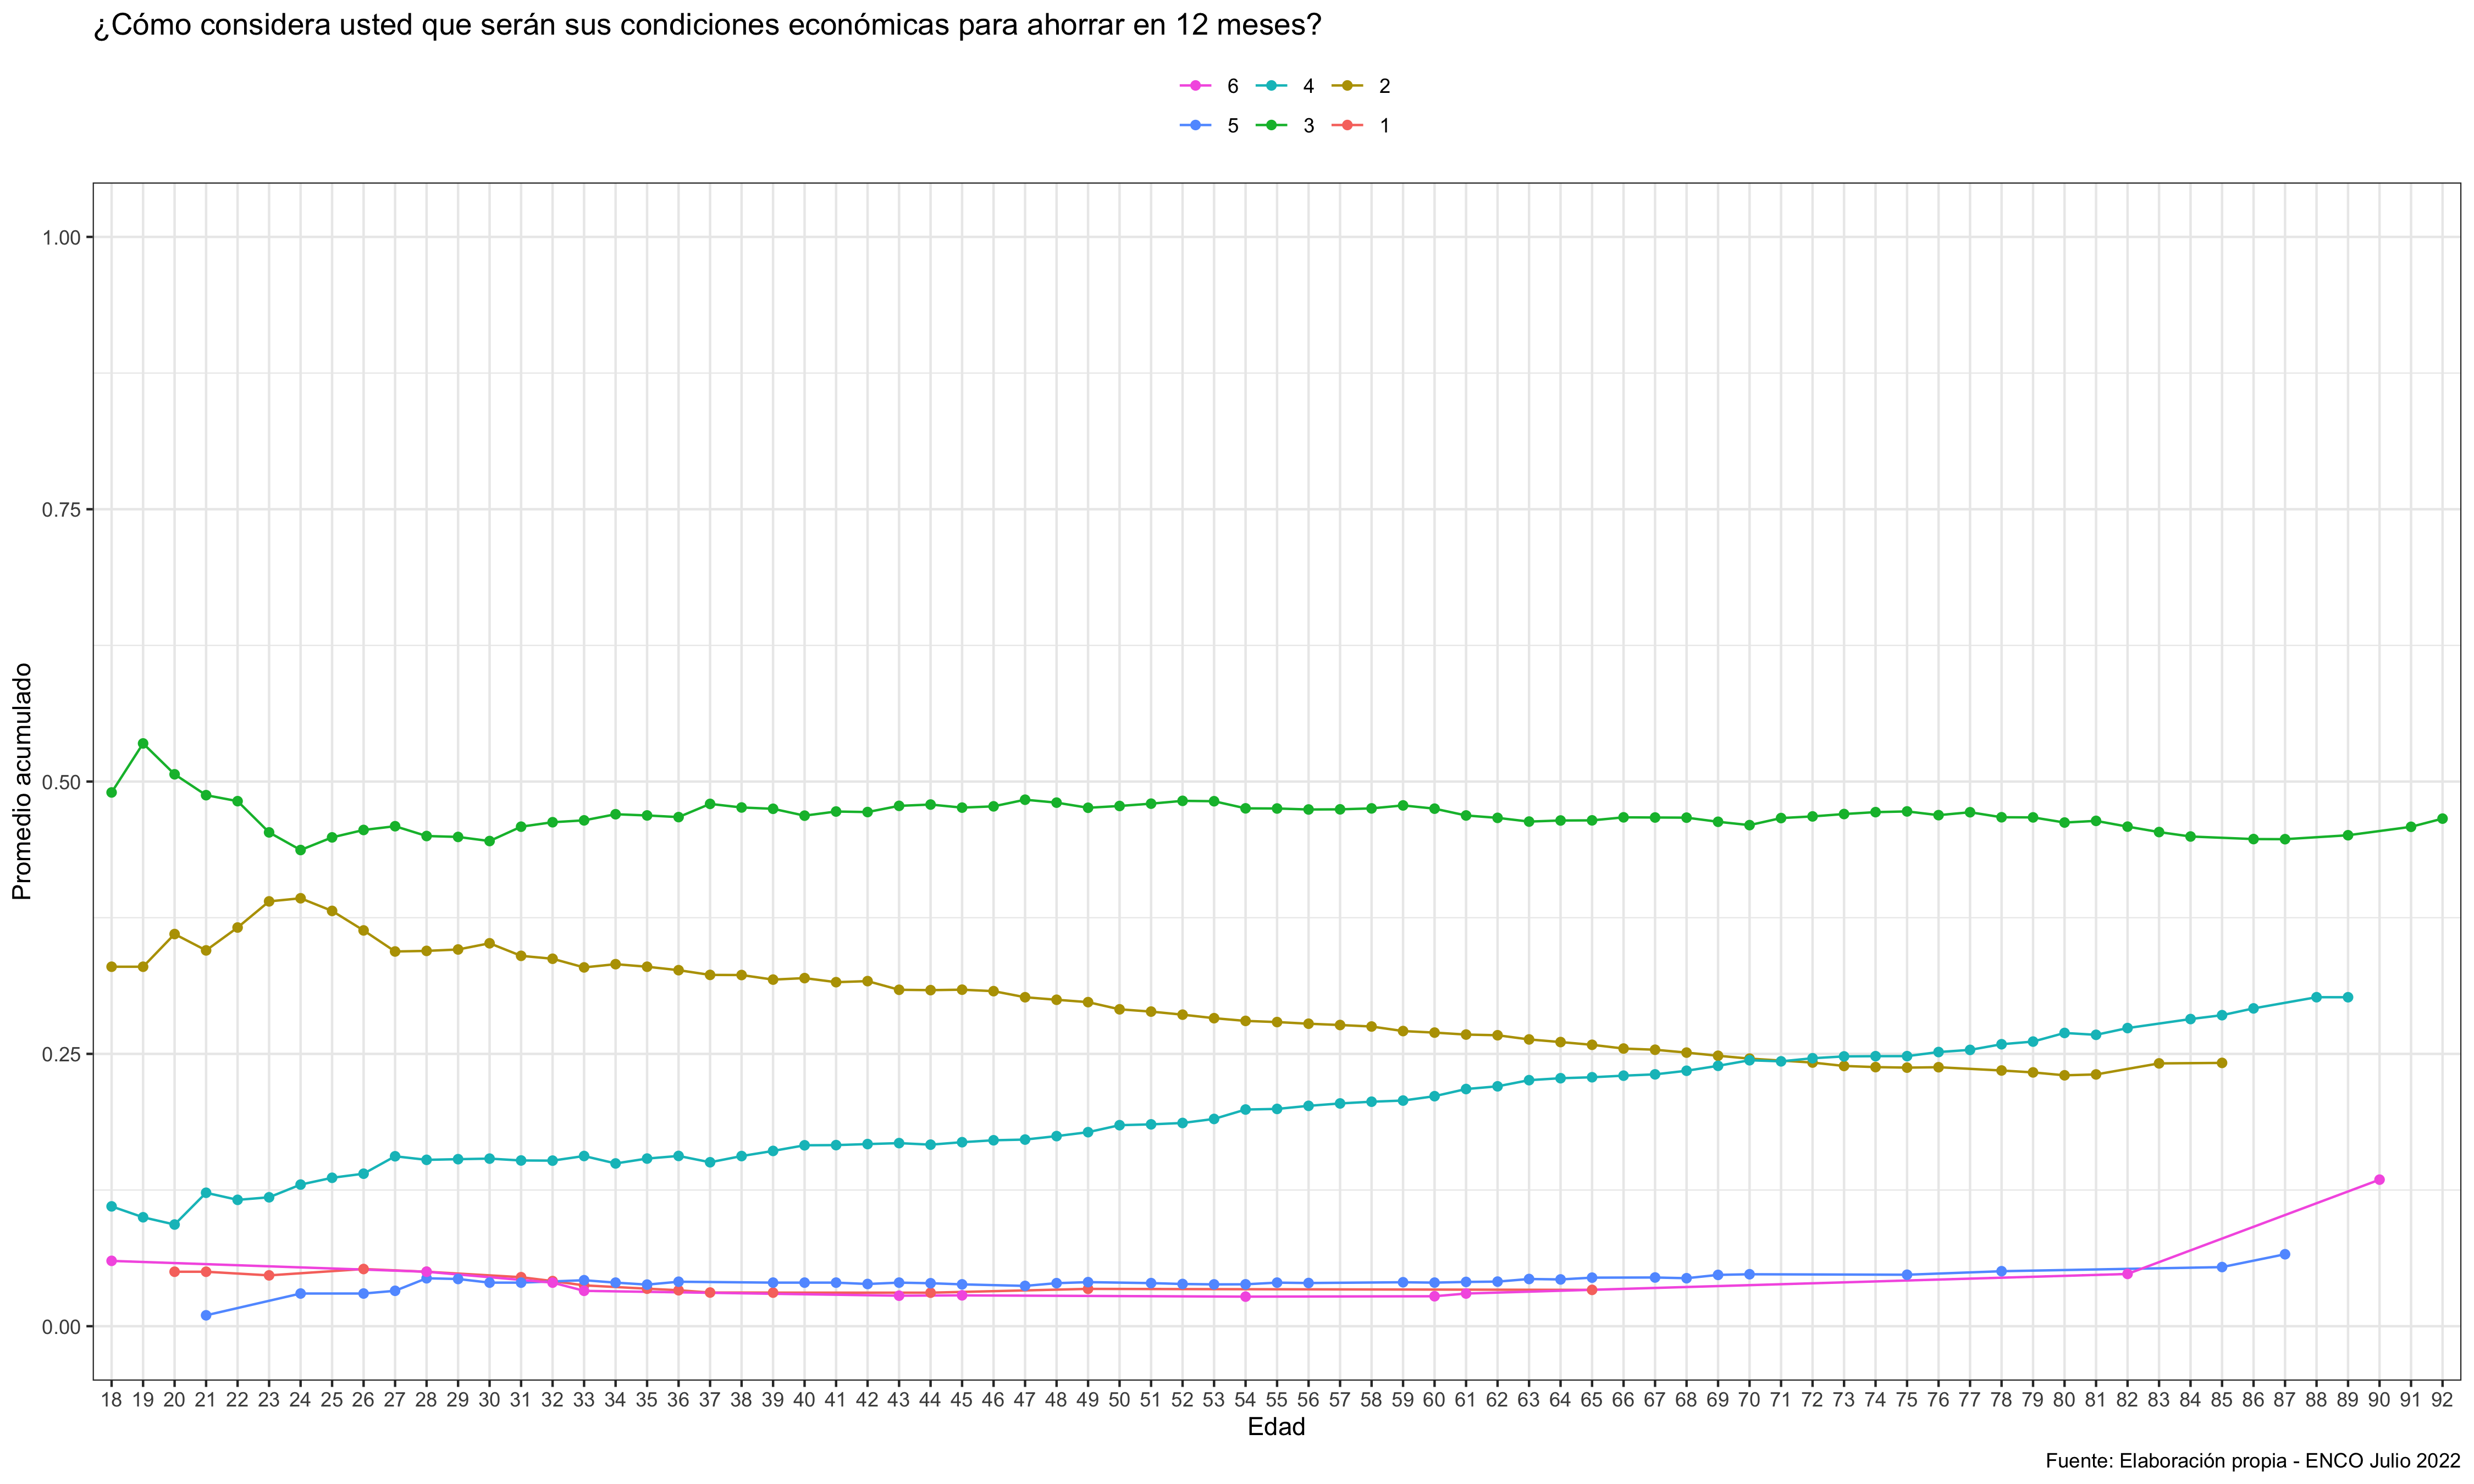 ¿Cómo considera usted que serán sus condiciones económicas para ahorrar en 12 meses?
6 4 2
5 3 1
Promedio acumulado
1.00
0.75
0.50
0.25
0.00
18 19 20 21 22 23 24 25 26 27 28 29 30 31 32 33 34 35 36 37 38 39 40 41 42 43 44 45 46 47 48 49 50 51 52 53 54 55 56 57 58 59 60 61 62 63 64 65 66 67 68 69 70 71 72 73 74 75 76 77 78 79 80 81 82 83 84 85 86 87 88 89 90 91 92
Edad
Fuente: Elaboración propia - ENCO Julio 2022